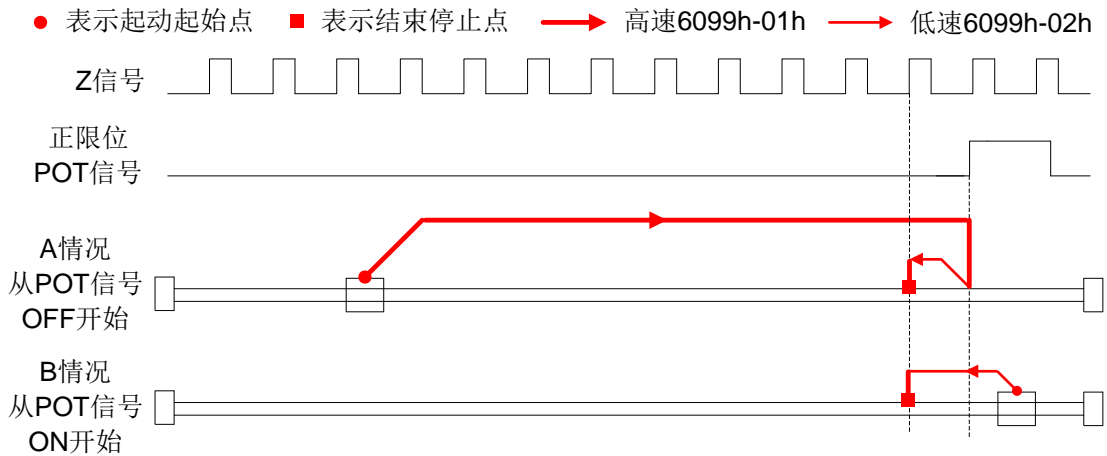 表示起动起始点 表示结束停止点 高速6099h-01h 低速6099h-02h
Z信号
正限位
POT信号
A情况
从POT信号
OFF开始
B情况
从POT信号
ON开始